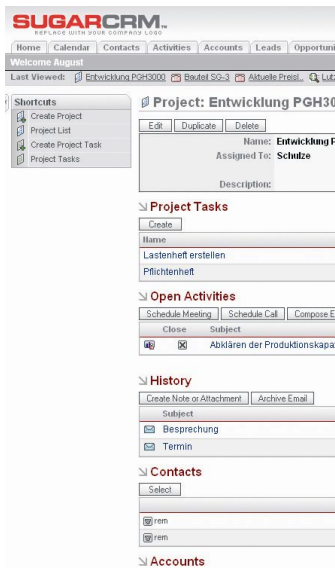 SUGARCRM.
REPLACE WITH YOUR COMPANY LOGO
Home Calendar Contacts Activities Accounts Leads Opportuni
Welcome August
Last Viewed: Entwicklung PGH3000 Bauteil SG-3 Aktuelle Preisl.. Lut
Shortcuts
Create Project
Project List
Create Project Task
Project Tasks
Project: Entwicklung PGH30
Edit Duplicate Delete
Name: Entwicklung P
Assigned To: Schulze
Description:
Project Tasks
Create
Name
Lastenheft erstellen
Pflichtenheft
Open Activities
Schedule Meeting Schedule Call Compose E
Close Subject
Abklären der Produktionskapa
History
Create Note or Attachment Archive Email
Subject
Besprechung
Termin
Contacts
Select
rem
rem
Accounts